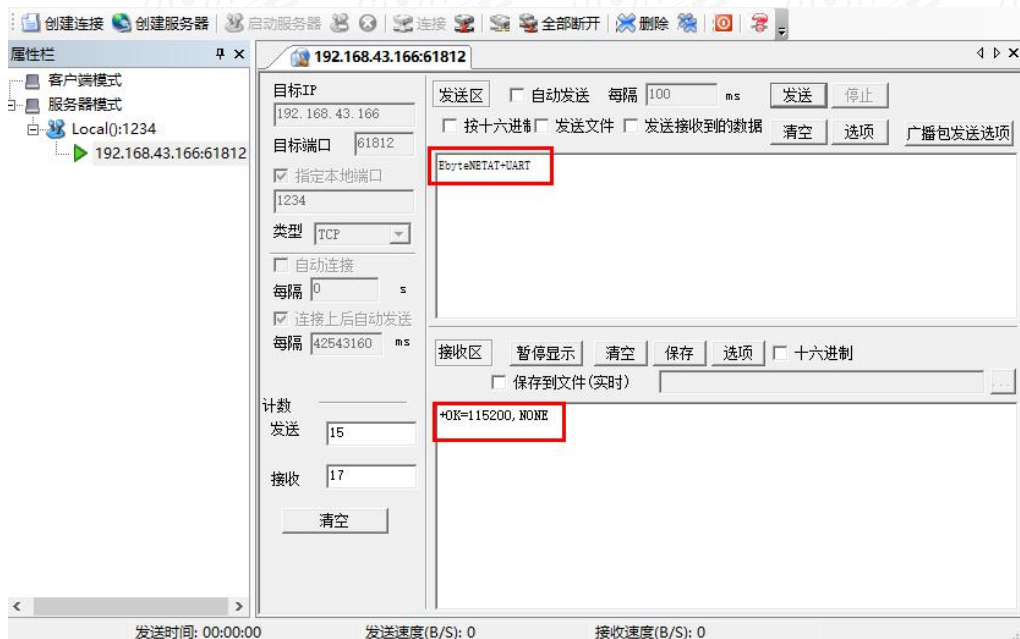 创建连接 创建服务器 启动服务器 连接 全部断开 删除
属性栏
客户端模式
服务器模式
Local():1234
192.168.43.166:61812
192.168.43.166:61812
目标IP
192.168.43.166
目标端口 61812
指定本地端口
1234
类型 TCP
自动连接
每隔 0 s
连接上后自动发送
每隔 42543160 ms
计数
发送 15
接收 17
清空
发送区 自动发送 每隔 100 ms 发送 停止
按十六进制 发送文件 发送接收到的数据 清空 选项 广播包发送选项
EbyteNETAT+UART
接收区 暂停显示 清空 保存 选项 十六进制
保存到文件(实时) ...
+OK=115200,NONE
发送时间: 00:00:00 发送速度(B/S): 0 接收速度(B/S): 0